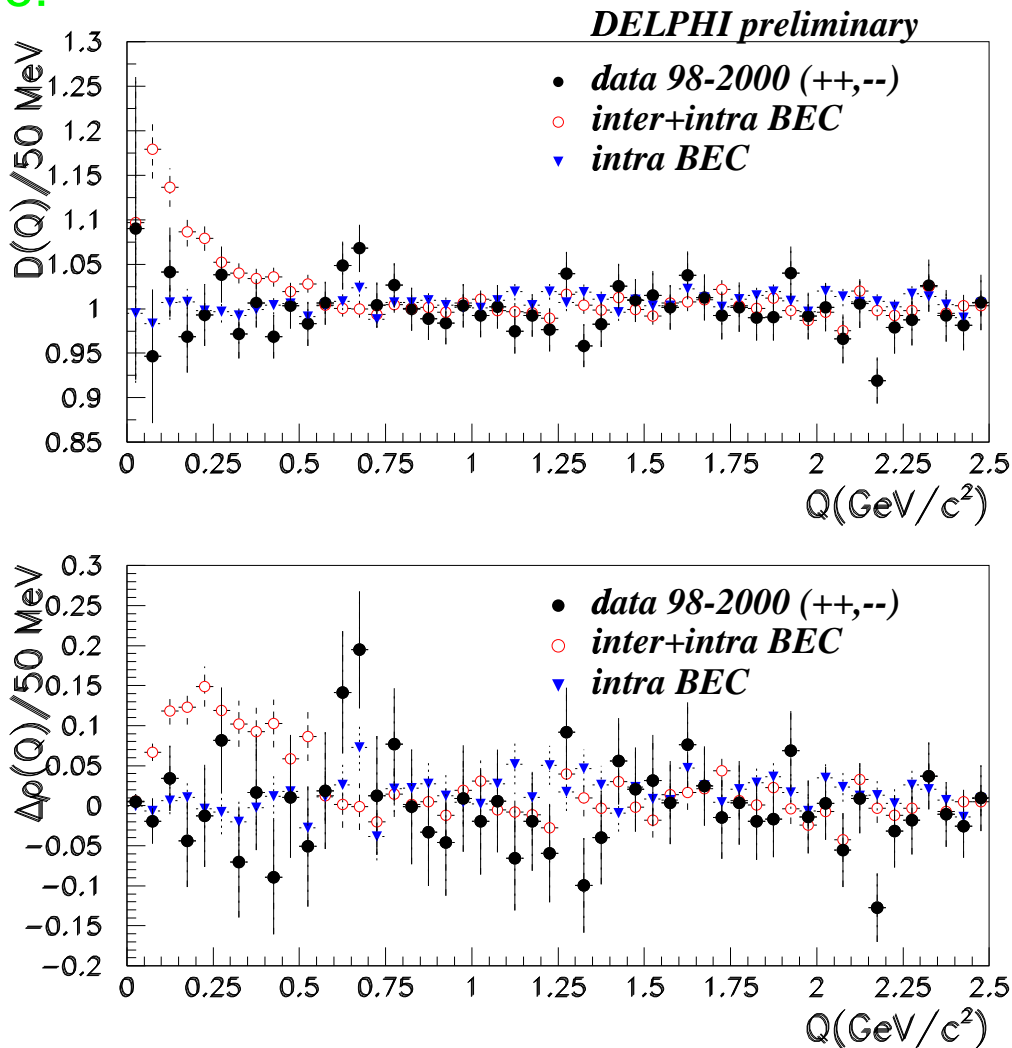 DELPHI preliminary
data 98-2000 (++,--)
inter+intra BEC
intra BEC
D(Q)/50 MeV
1.3
1.25
1.2
1.15
1.1
1.05
1
0.95
0.9
0.85
0 0.25 0.5 0.75 1 1.25 1.5 1.75 2 2.25 2.5
Q(GeV/c²)
data 98-2000 (++,--)
inter+intra BEC
intra BEC
Δρ(Q)/50 MeV
0.3
0.25
0.2
0.15
0.1
0.05
0
−0.05
−0.1
−0.15
−0.2
0 0.25 0.5 0.75 1 1.25 1.5 1.75 2 2.25 2.5
Q(GeV/c²)